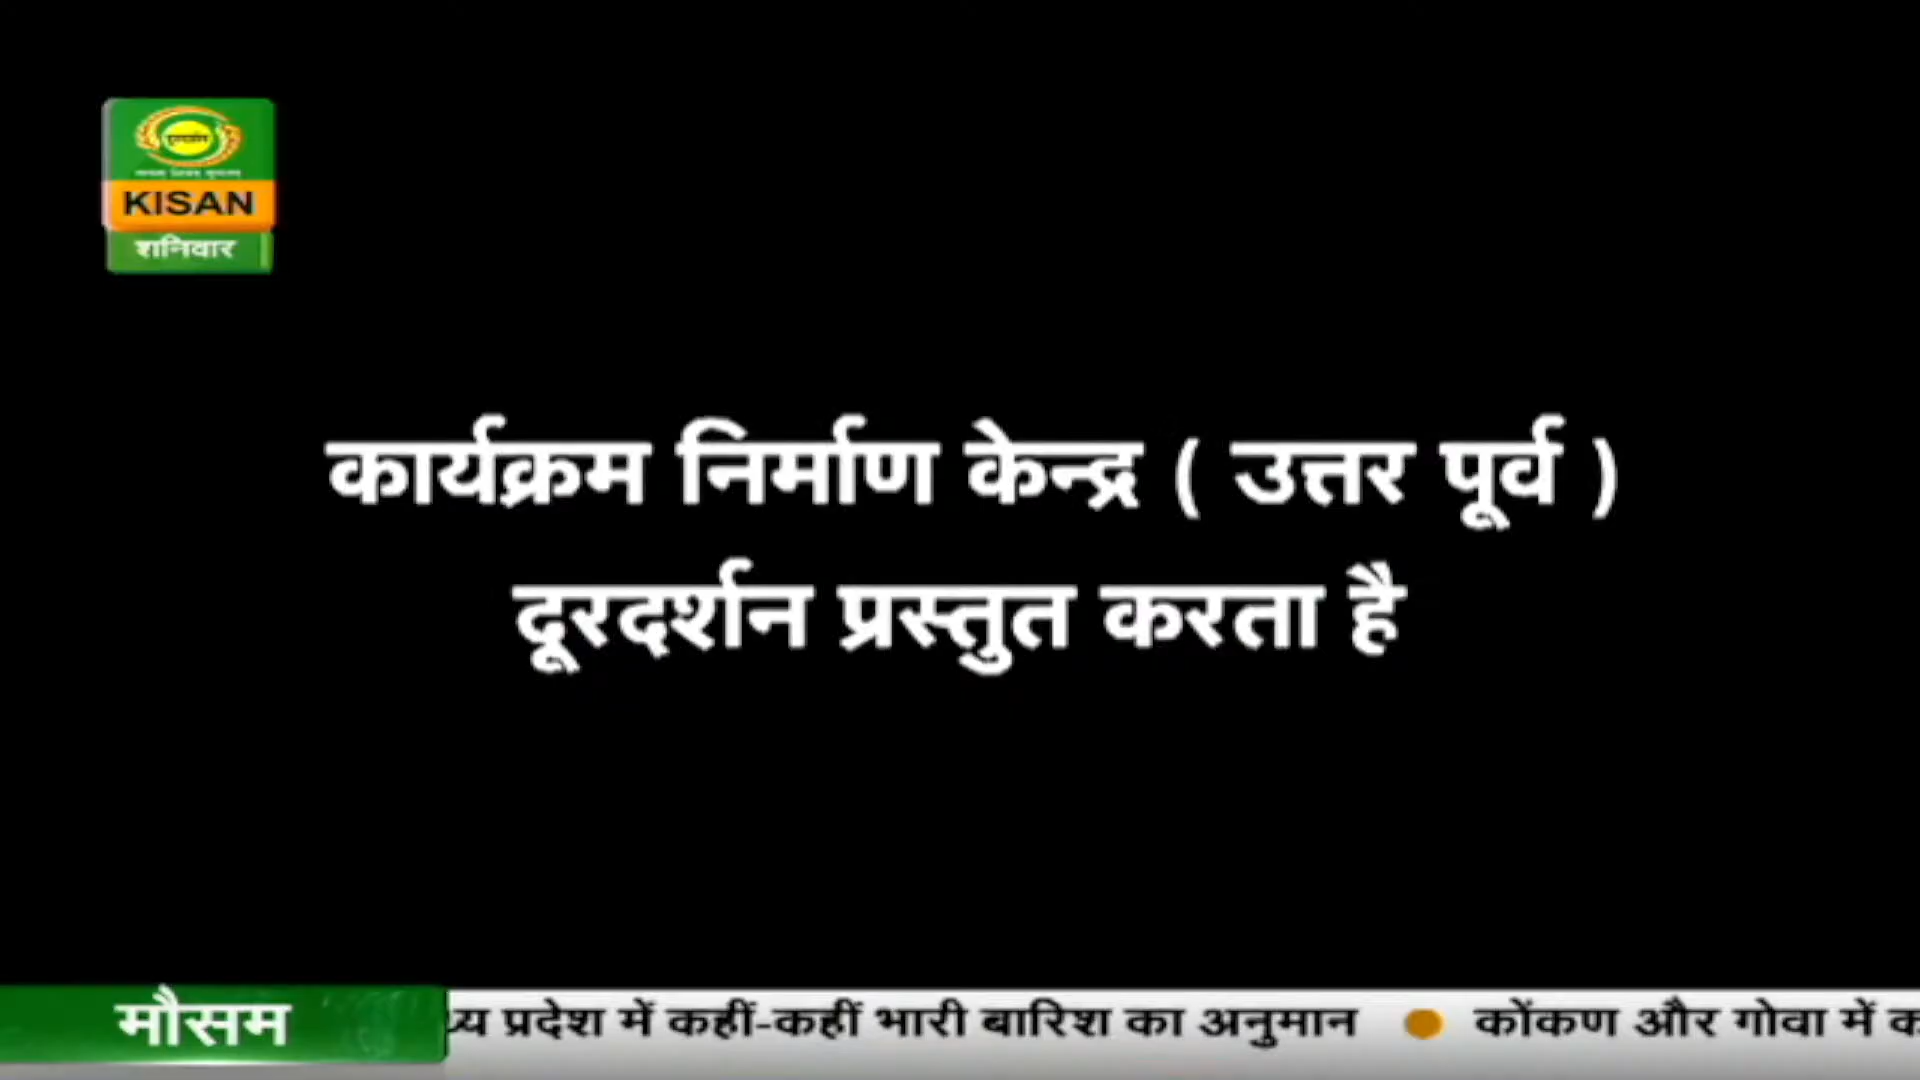 KISAN
शनिवार
कार्यक्रम निर्माण केन्द्र ( उत्तर पूर्व )
दूरदर्शन प्रस्तुत करता है
मौसम
प्रदेश में कहीं-कहीं भारी बारिश का अनुमान
कोंकण और गोवा में